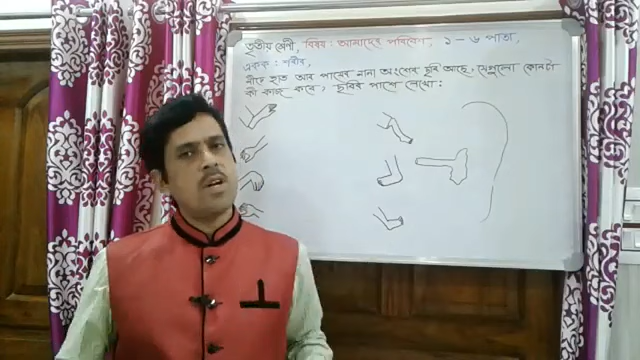 তৃতীয় শ্রেণী, বিষয় : আমাদের পরিবেশ, ১ – ৬ পাতা,
একক : শরীর,
নীচে হাত আর পায়ের নানা অংশের ছবি আছে, সেগুলো কোনটা
কী কাজ করে, ছবির পাশে লেখো :